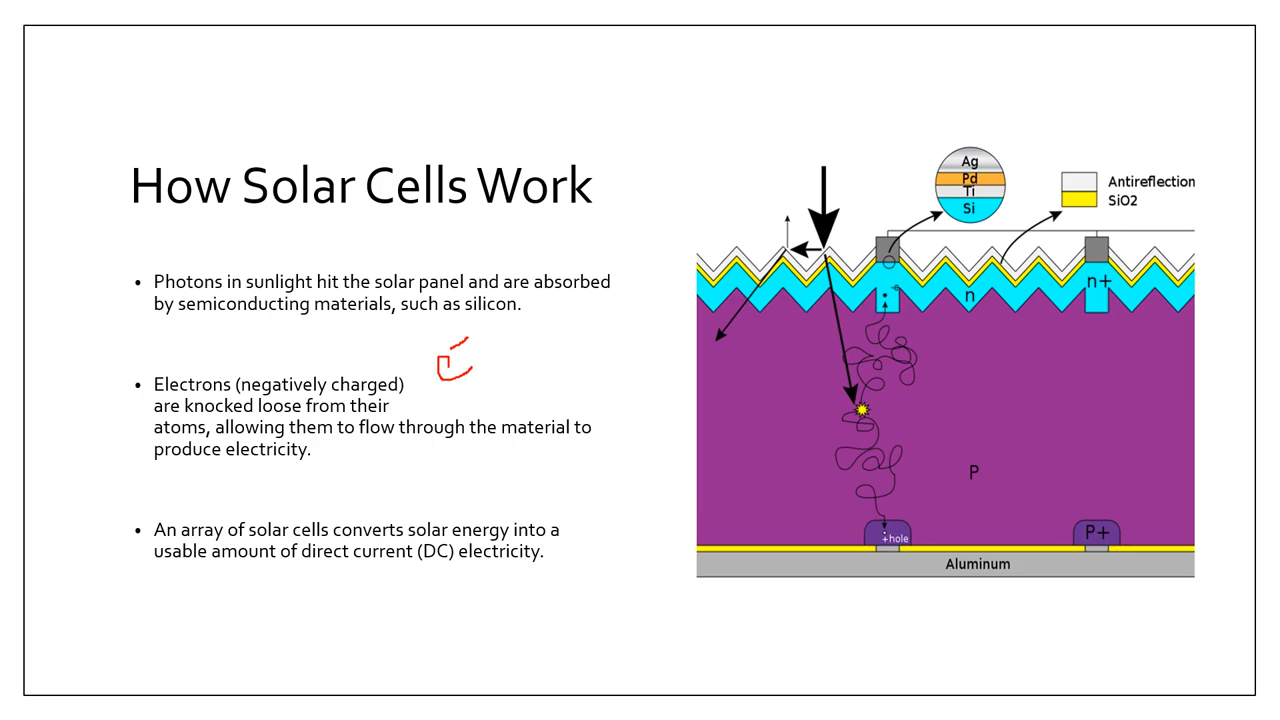 How Solar Cells Work
• Photons in sunlight hit the solar panel and are absorbed
by semiconducting materials, such as silicon.
• Electrons (negatively charged)
are knocked loose from their
atoms, allowing them to flow through the material to
produce electricity.
• An array of solar cells converts solar energy into a
usable amount of direct current (DC) electricity.
Ag
Pd
Ti
Si
Antireflection
SiO2
n
n+
P
+hole
P+
Aluminum